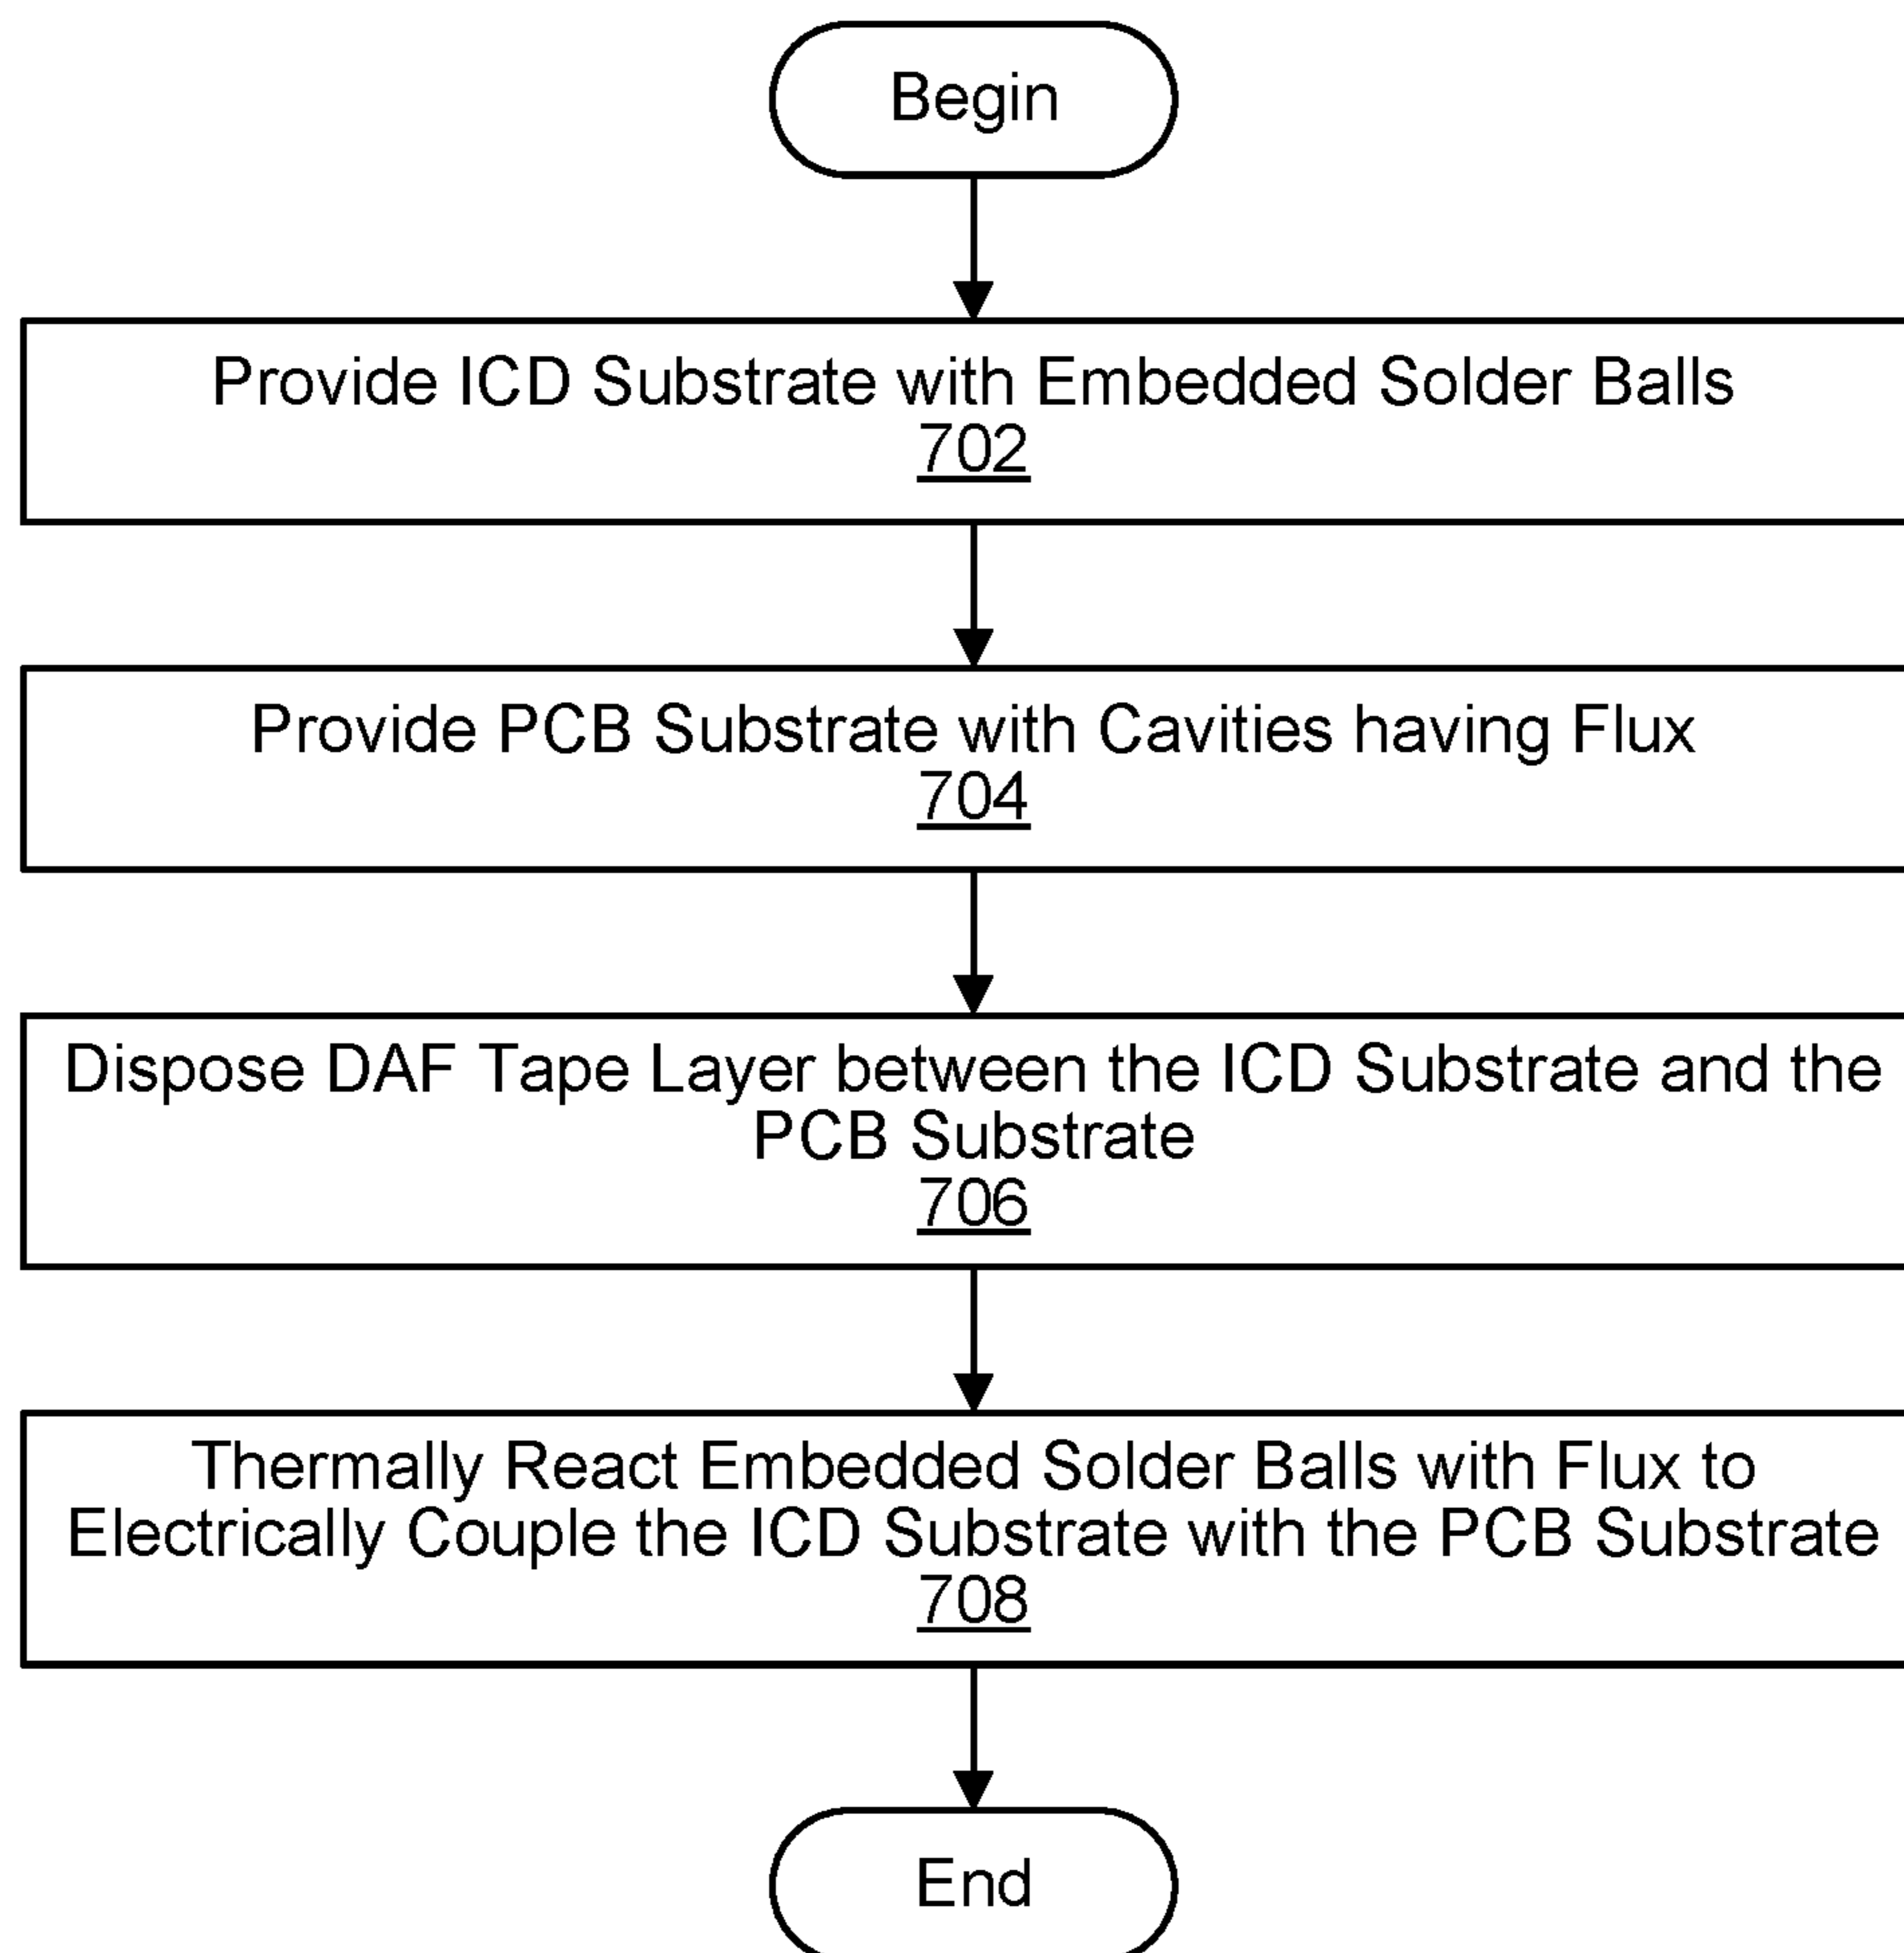 Begin
Provide ICD Substrate with Embedded Solder Balls
702
Provide PCB Substrate with Cavities having Flux
704
Dispose DAF Tape Layer between the ICD Substrate and the
PCB Substrate
706
Thermally React Embedded Solder Balls with Flux to
Electrically Couple the ICD Substrate with the PCB Substrate
708
End